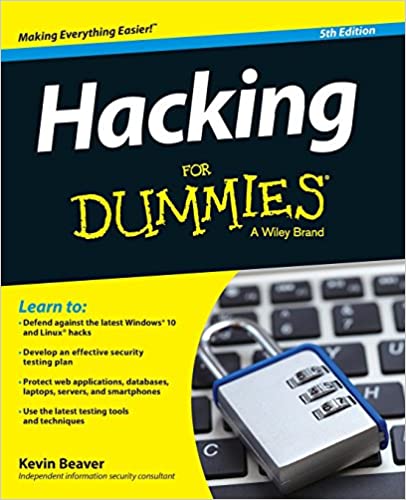 Making Everything Easier!™
5th Edition
Hacking
FOR
DUMMIES®
A Wiley Brand
Learn to:
• Defend against the latest Windows® 10
and Linux® hacks
• Develop an effective security
testing plan
• Protect web applications, databases,
laptops, servers, and smartphones
• Use the latest testing tools
and techniques
Kevin Beaver
Independent information security consultant